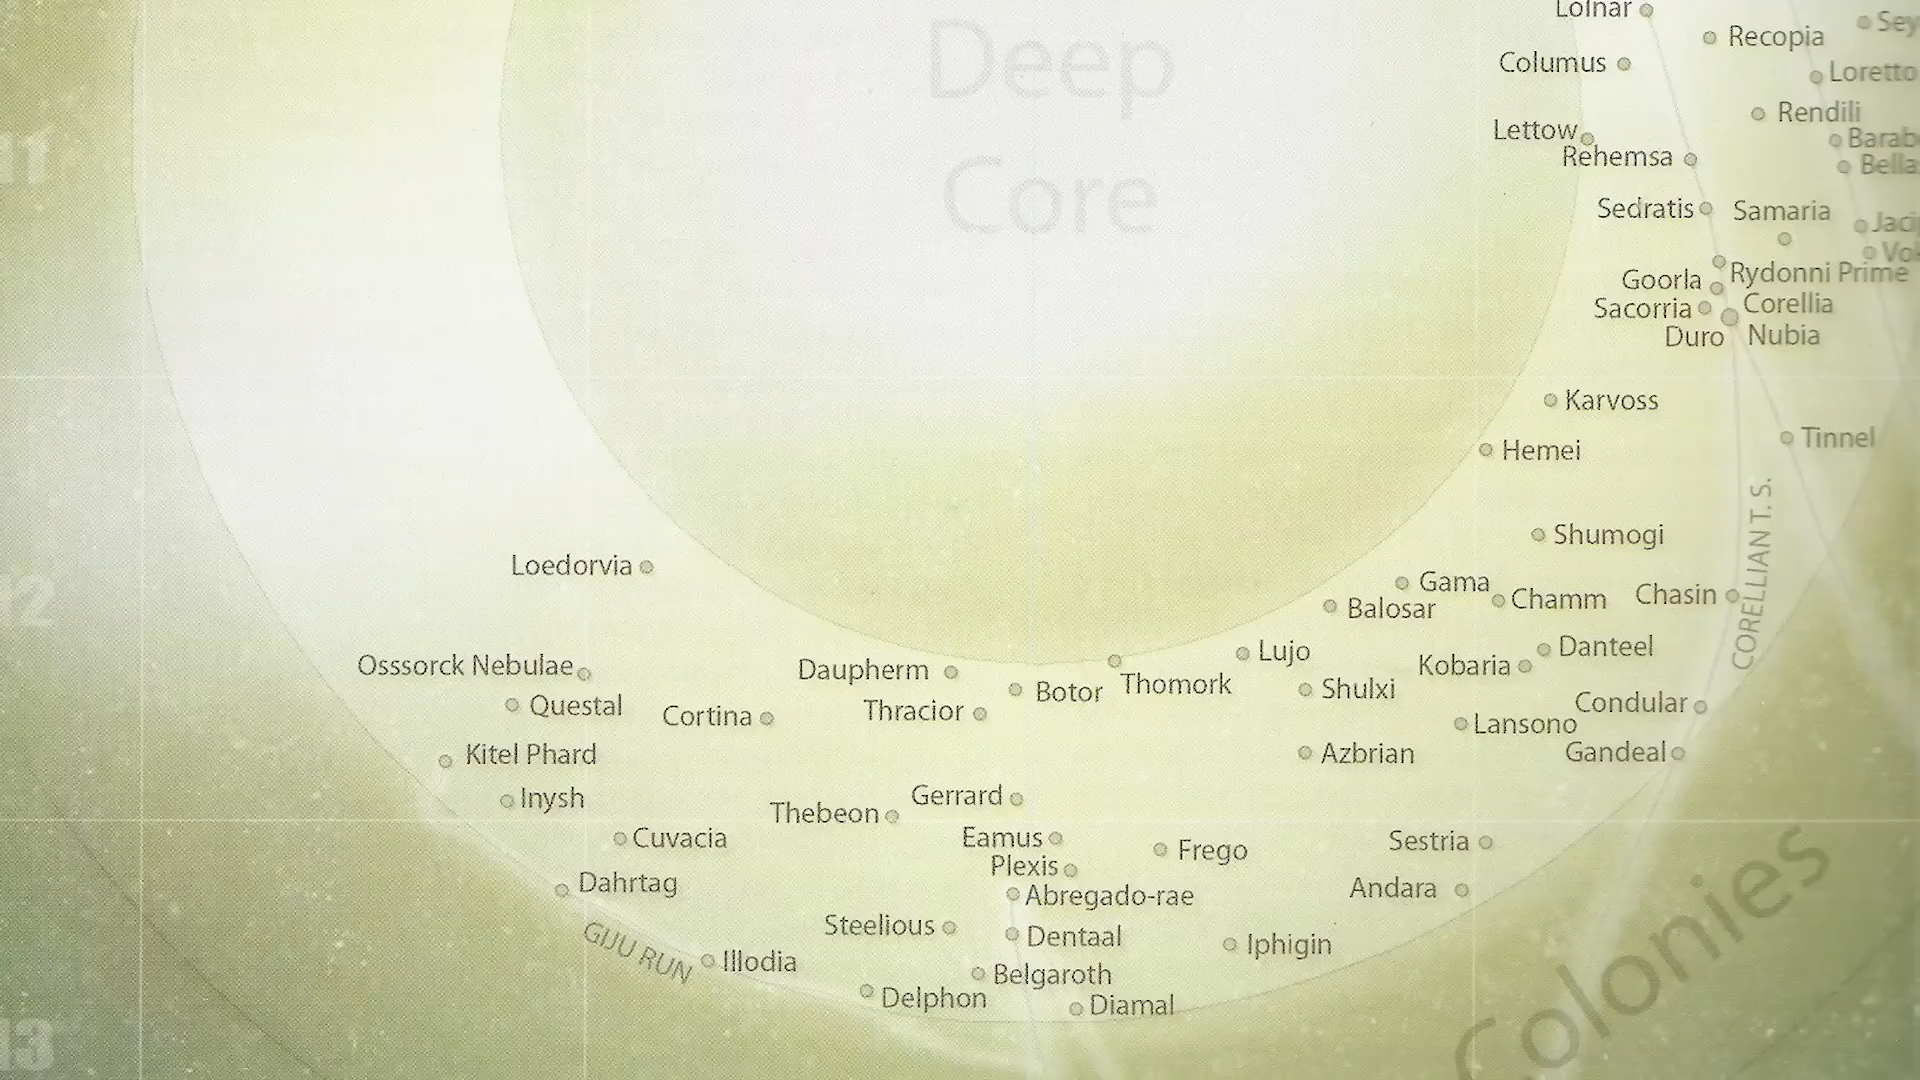 Deep
Core
Lolnar
Recopia
Columus
Loretto
Rendili
Lettow
Rehemsa
11
Sedratis
Samaria
Goorla
Rydonni Prime
Sacorria
Corellia
Duro
Nubia
Karvoss
Tinnel
Hemei
CORELLIAN T. S.
Shumogi
Loedorvia
Gama
Chamm
Chasin
Balosar
12
Osssorck Nebulae
Daupherm
Lujo
Danteel
Kobaria
Questal
Botor
Thomork
Shulxi
Cortina
Thracior
Condular
Lansono
Kitel Phard
Azbrian
Gandeal
Inysh
Gerrard
Thebeon
Cuvacia
Eamus
Frego
Sestria
Plexis
Dahrtag
Abregado-rae
Andara
Steelious
Dentaal
Iphigin
GIJU RUN
Illodia
Belgaroth
Delphon
Diamal
Colonies
13